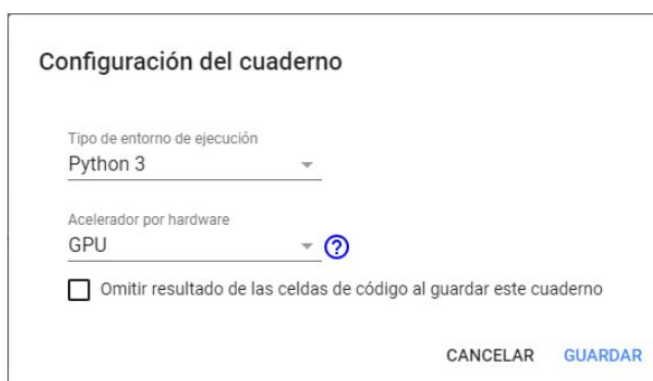 Configuración del cuaderno
Tipo de entorno de ejecución
Python 3
Acelerador por hardware
GPU
?
Omitir resultado de las celdas de código al guardar este cuaderno
CANCELAR GUARDAR